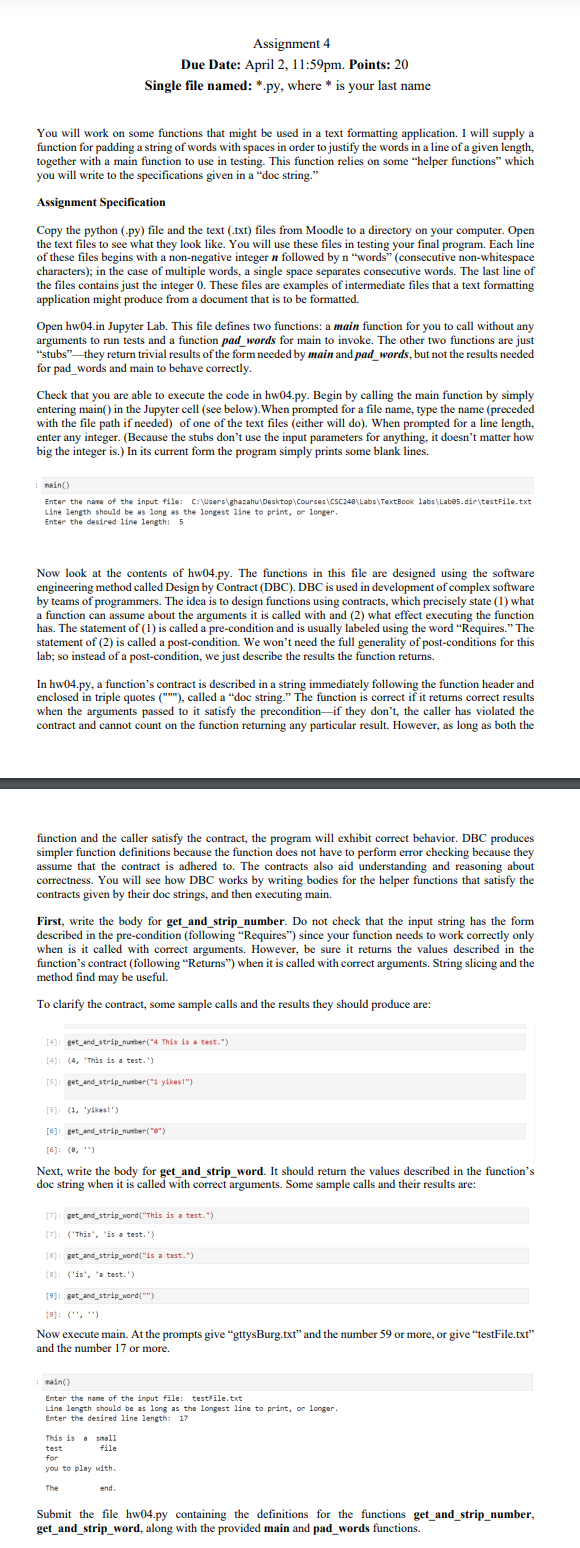 Assignment 4
Due Date: April 2, 11:59pm. Points: 20
Single file named: *.py, where * is your last name
You will work on some functions that might be used in a text formatting application. I will supply a
function for padding a string of words with spaces in order to justify the words in a line of a given length,
together with a main function to use in testing. This function relies on some “helper functions” which
you will write to the specifications given in a “doc string.”
Assignment Specification
Copy the python (.py) file and the text (.txt) files from Moodle to a directory on your computer. Open
the text files to see what they look like. You will use these files in testing your final program. Each line
of these files begins with a non-negative integer n followed by n “words” (consecutive non-whitespace
characters); in the case of multiple words, a single space separates consecutive words. The last line of
the files contains just the integer 0. These files are examples of intermediate files that a text formatting
application might produce from a document that is to be formatted.
Open hw04.in Jupyter Lab. This file defines two functions: a main function for you to call without any
arguments to run tests and a function pad_words for main to invoke. The other two functions are just
“stubs”—they return trivial results of the form needed by main and pad_words, but not the results needed
for pad_words and main to behave correctly.
Check that you are able to execute the code in hw04.py. Begin by calling the main function by simply
entering main() in the Jupyter cell (see below).When prompted for a file name, type the name (preceded
with the file path if needed) of one of the text files (either will do). When prompted for a line length,
enter any integer. (Because the stubs don’t use the input parameters for anything, it doesn’t matter how
big the integer is.) In its current form the program simply prints some blank lines.
: main()
Enter the name of the input file: C:\Users\ghazahu\Desktop\Courses\CSC240\Labs\TextBook labs\Lab05.dir\testFile.txt
Line length should be as long as the longest line to print, or longer.
Enter the desired line length: 5
Now look at the contents of hw04.py. The functions in this file are designed using the software
engineering method called Design by Contract (DBC). DBC is used in development of complex software
by teams of programmers. The idea is to design functions using contracts, which precisely state (1) what
a function can assume about the arguments it is called with and (2) what effect executing the function
has. The statement of (1) is called a pre-condition and is usually labeled using the word “Requires.” The
statement of (2) is called a post-condition. We won’t need the full generality of post-conditions for this
lab; so instead of a post-condition, we just describe the results the function returns.
In hw04.py, a function’s contract is described in a string immediately following the function header and
enclosed in triple quotes ("""), called a “doc string.” The function is correct if it returns correct results
when the arguments passed to it satisfy the precondition—if they don’t, the caller has violated the
contract and cannot count on the function returning any particular result. However, as long as both the
function and the caller satisfy the contract, the program will exhibit correct behavior. DBC produces
simpler function definitions because the function does not have to perform error checking because they
assume that the contract is adhered to. The contracts also aid understanding and reasoning about
correctness. You will see how DBC works by writing bodies for the helper functions that satisfy the
contracts given by their doc strings, and then executing main.
First, write the body for get_and_strip_number. Do not check that the input string has the form
described in the pre-condition (following “Requires”) since your function needs to work correctly only
when is it called with correct arguments. However, be sure it returns the values described in the
function’s contract (following “Returns”) when it is called with correct arguments. String slicing and the
method find may be useful.
To clarify the contract, some sample calls and the results they should produce are:
[4]: get_and_strip_number("4 This is a test.")
[4]: (4, 'This is a test.')
[5]: get_and_strip_number("1 yikes!")
[5]: (1, 'yikes!')
[6]: get_and_strip_number("0")
[6]: (0, '')
Next, write the body for get_and_strip_word. It should return the values described in the function’s
doc string when it is called with correct arguments. Some sample calls and their results are:
[7]: get_and_strip_word("This is a test.")
[7]: ('This', 'is a test.')
[8]: get_and_strip_word("is a test.")
[8]: ('is', 'a test.')
[9]: get_and_strip_word("")
[9]: ('', '')
Now execute main. At the prompts give “gttysBurg.txt” and the number 59 or more, or give “testFile.txt”
and the number 17 or more.
: main()
Enter the name of the input file: testFile.txt
Line length should be as long as the longest line to print, or longer.
Enter the desired line length: 17
This is  a  small
test         file
for
you to play with.
The          end.
Submit the file hw04.py containing the definitions for the functions get_and_strip_number,
get_and_strip_word, along with the provided main and pad_words functions.